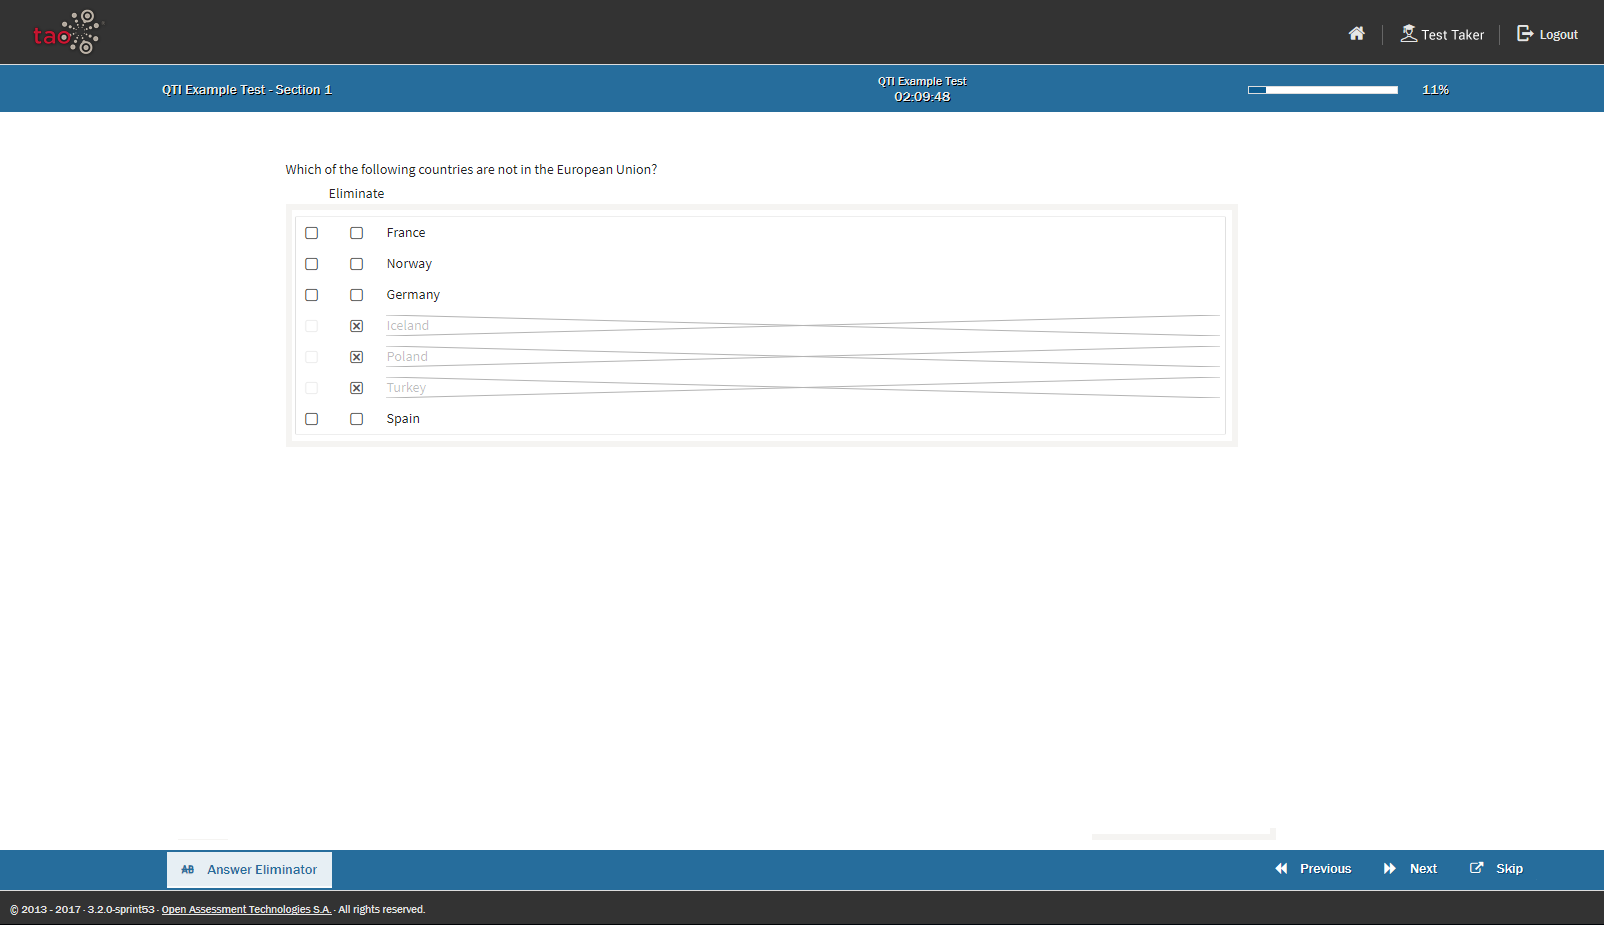 tao
Test Taker
Logout
QTI Example Test - Section 1
QTI Example Test
02:09:48
11%
Which of the following countries are not in the European Union?
Eliminate
France
Norway
Germany
Iceland
Poland
Turkey
Spain
AB Answer Eliminator
Previous
Next
Skip
© 2013 - 2017 · 3.2.0-sprint53 · Open Assessment Technologies S.A. · All rights reserved.